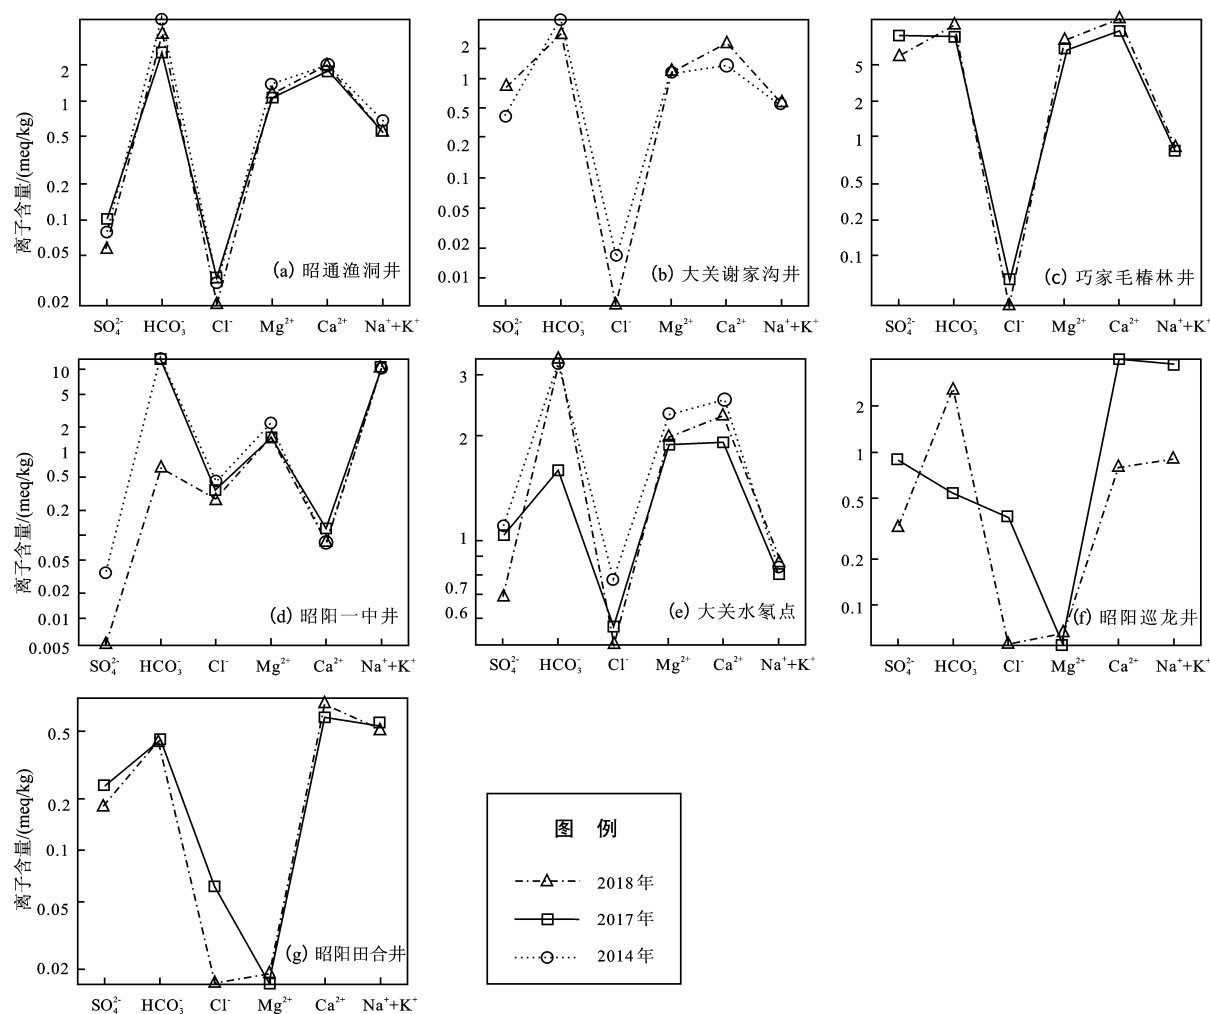 离子含量/(meq/kg)
2
1
0.5
0.2
0.1
0.05
0.02
(a) 昭通渔洞井
SO₄²⁻ HCO₃⁻ Cl⁻ Mg²⁺ Ca²⁺ Na⁺+K⁺
2
1
0.5
0.2
0.1
0.05
0.02
0.01
(b) 大关谢家沟井
SO₄²⁻ HCO₃⁻ Cl⁻ Mg²⁺ Ca²⁺ Na⁺+K⁺
5
2
1
0.5
0.2
0.1
(c) 巧家毛椿林井
SO₄²⁻ HCO₃⁻ Cl⁻ Mg²⁺ Ca²⁺ Na⁺+K⁺
离子含量/(meq/kg)
10
5
2
1
0.5
0.2
0.05
0.02
0.01
0.005
(d) 昭阳一中井
SO₄²⁻ HCO₃⁻ Cl⁻ Mg²⁺ Ca²⁺ Na⁺+K⁺
3
2
1
0.7
0.6
(e) 大关水氡点
SO₄²⁻ HCO₃⁻ Cl⁻ Mg²⁺ Ca²⁺ Na⁺+K⁺
2
1
0.5
0.2
0.1
(f) 昭阳巡龙井
SO₄²⁻ HCO₃⁻ Cl⁻ Mg²⁺ Ca²⁺ Na⁺+K⁺
离子含量/(meq/kg)
0.5
0.2
0.1
0.05
0.02
(g) 昭阳田合井
SO₄²⁻ HCO₃⁻ Cl⁻ Mg²⁺ Ca²⁺ Na⁺+K⁺
图 例
2018年
2017年
2014年